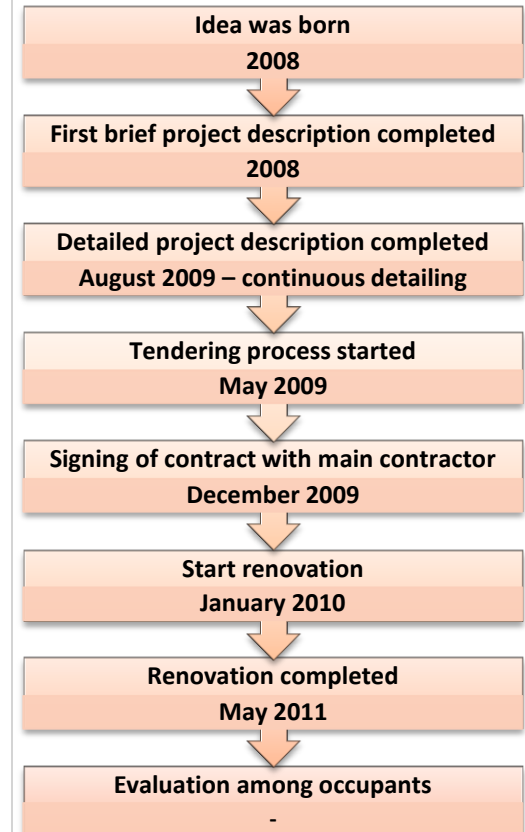 Idea was born
2008
First brief project description completed
2008
Detailed project description completed
August 2009 – continuous detailing
Tendering process started
May 2009
Signing of contract with main contractor
December 2009
Start renovation
January 2010
Renovation completed
May 2011
Evaluation among occupants
-